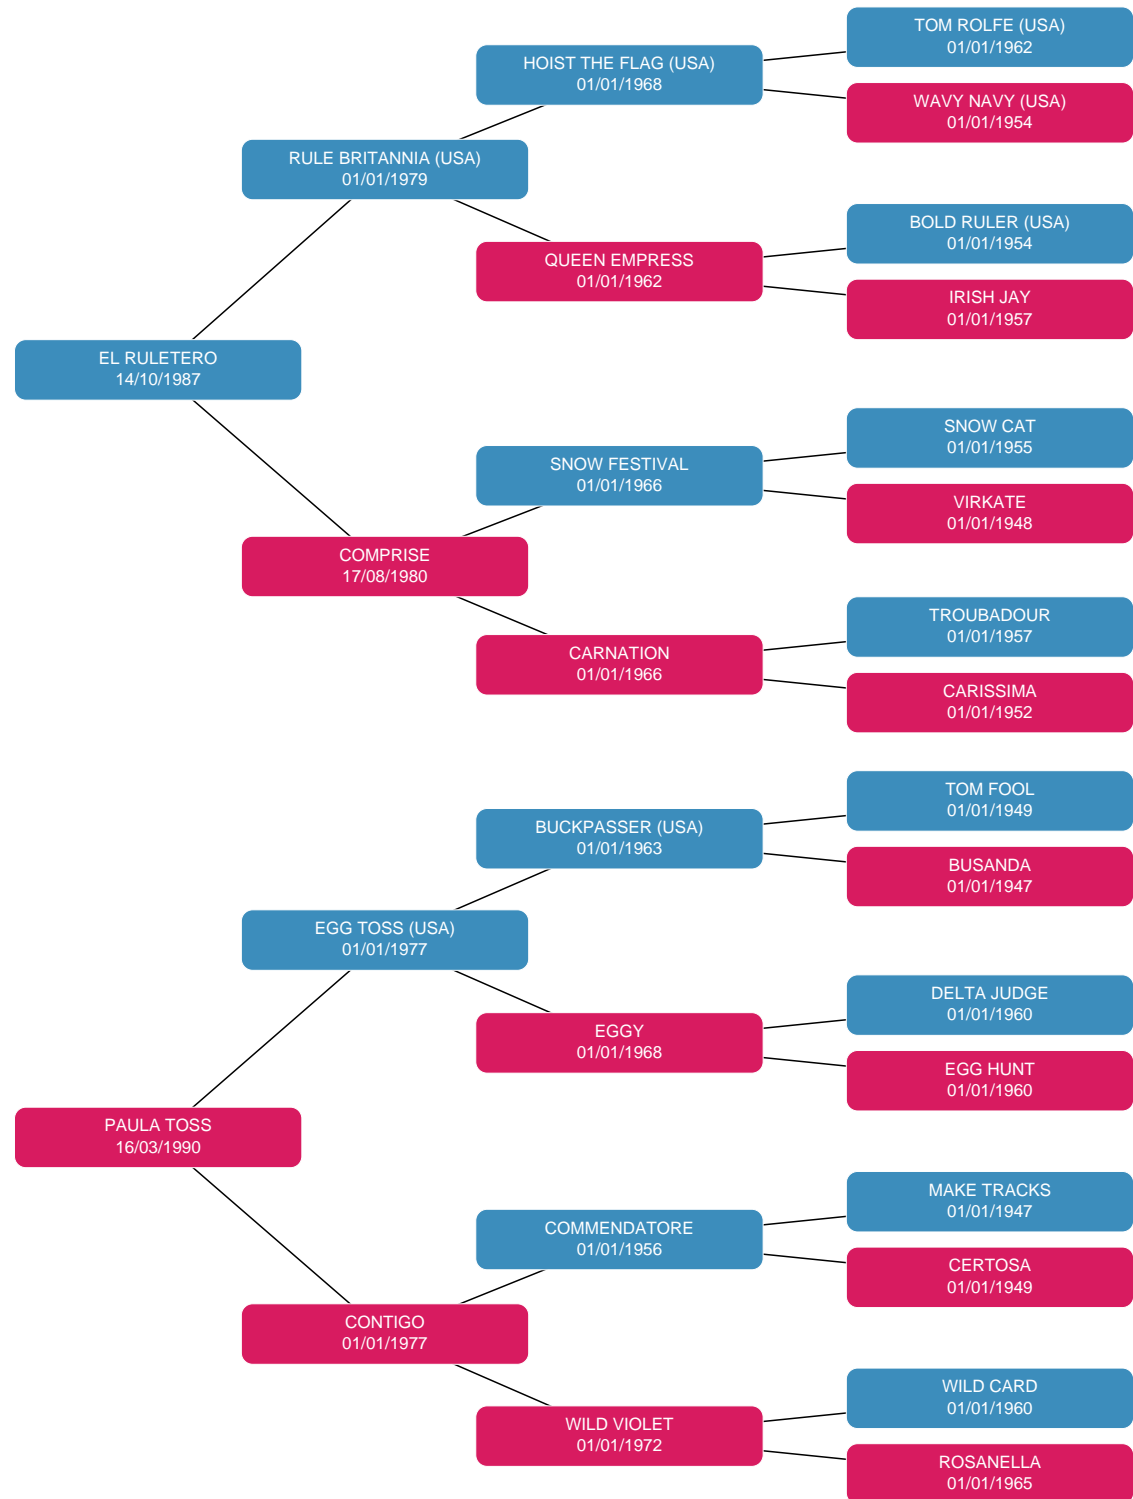 TOM ROLFE (USA)
01/01/1962
HOIST THE FLAG (USA)
01/01/1968
WAVY NAVY (USA)
01/01/1954
RULE BRITANNIA (USA)
01/01/1979
BOLD RULER (USA)
01/01/1954
QUEEN EMPRESS
01/01/1962
IRISH JAY
01/01/1957
EL RULETERO
14/10/1987
SNOW CAT
01/01/1955
SNOW FESTIVAL
01/01/1966
VIRKATE
01/01/1948
COMPRISE
17/08/1980
TROUBADOUR
01/01/1957
CARNATION
01/01/1966
CARISSIMA
01/01/1952
TOM FOOL
01/01/1949
BUCKPASSER (USA)
01/01/1963
BUSANDA
01/01/1947
EGG TOSS (USA)
01/01/1977
DELTA JUDGE
01/01/1960
EGGY
01/01/1968
EGG HUNT
01/01/1960
PAULA TOSS
16/03/1990
MAKE TRACKS
01/01/1947
COMMENDATORE
01/01/1956
CERTOSA
01/01/1949
CONTIGO
01/01/1977
WILD CARD
01/01/1960
WILD VIOLET
01/01/1972
ROSANELLA
01/01/1965